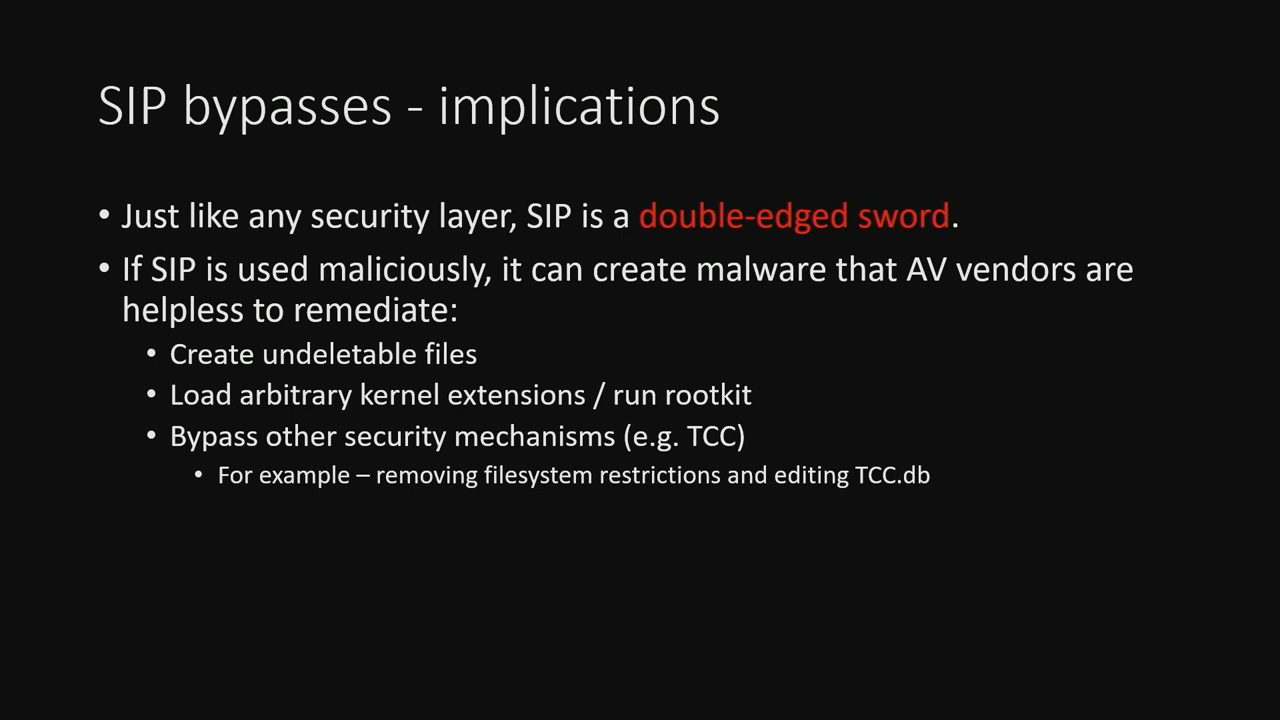 SIP bypasses - implications
• Just like any security layer, SIP is a double-edged sword.
• If SIP is used maliciously, it can create malware that AV vendors are
helpless to remediate:
• Create undeletable files
• Load arbitrary kernel extensions / run rootkit
• Bypass other security mechanisms (e.g. TCC)
• For example – removing filesystem restrictions and editing TCC.db